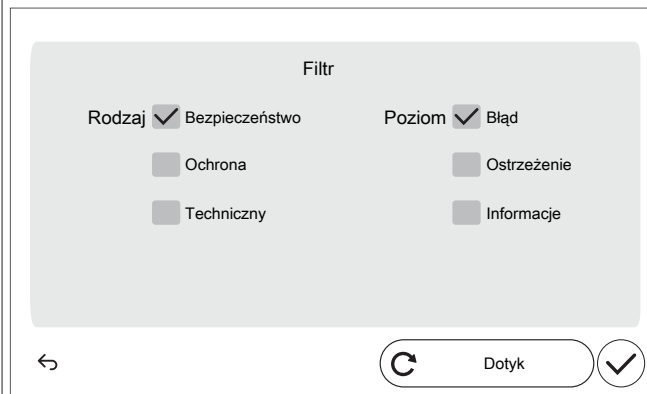 Filtr
Rodzaj Bezpieczeństwo Poziom Błąd
Ochrona Ostrzeżenie
Techniczny Informacje
Dotyk